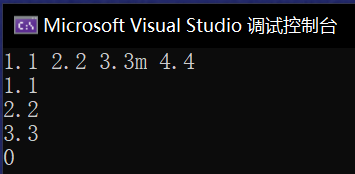 C:\ Microsoft Visual Studio 调试控制台
1.1 2.2 3.3m 4.4
1.1
2.2
3.3
0